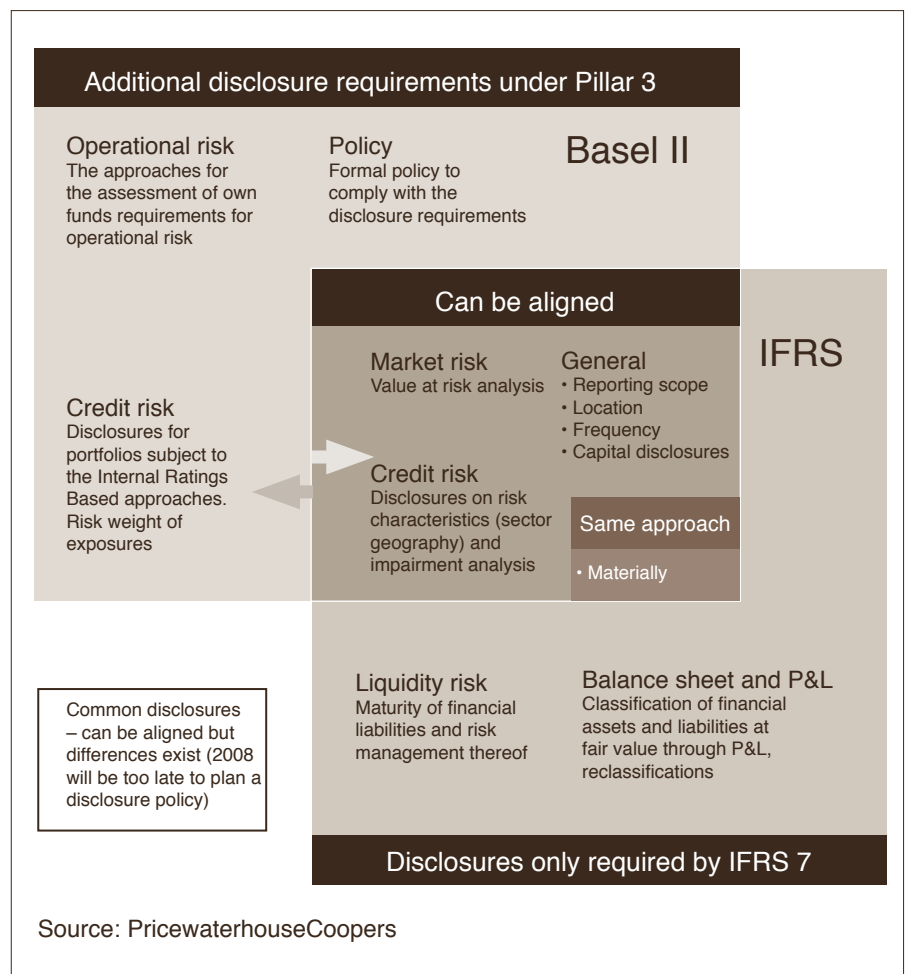 Additional disclosure requirements under Pillar 3
Operational risk
The approaches for
the assessment of own
funds requirements for
operational risk
Policy
Formal policy to
comply with the
disclosure requirements
Basel II
Can be aligned
IFRS
Market risk
Value at risk analysis
General
• Reporting scope
• Location
• Frequency
• Capital disclosures
Credit risk
Disclosures for
portfolios subject to
the Internal Ratings
Based approaches.
Risk weight of
exposures
Credit risk
Disclosures on risk
characteristics (sector
geography) and
impairment analysis
Same approach
• Materially
Liquidity risk
Maturity of financial
liabilities and risk
management thereof
Balance sheet and P&L
Classification of financial
assets and liabilities at
fair value through P&L,
reclassifications
Common disclosures
– can be aligned but
differences exist (2008
will be too late to plan a
disclosure policy)
Disclosures only required by IFRS 7
Source: PricewaterhouseCoopers